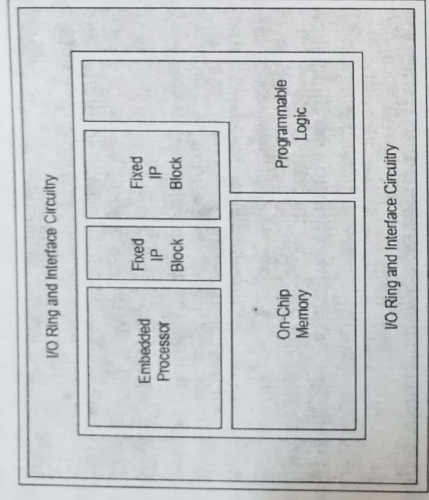 I/O Ring and Interface Circuitry
Embedded
Processor
Fixed
IP
Block
Fixed
IP
Block
On-Chip
Memory
Programmable
Logic
I/O Ring and Interface Circuitry